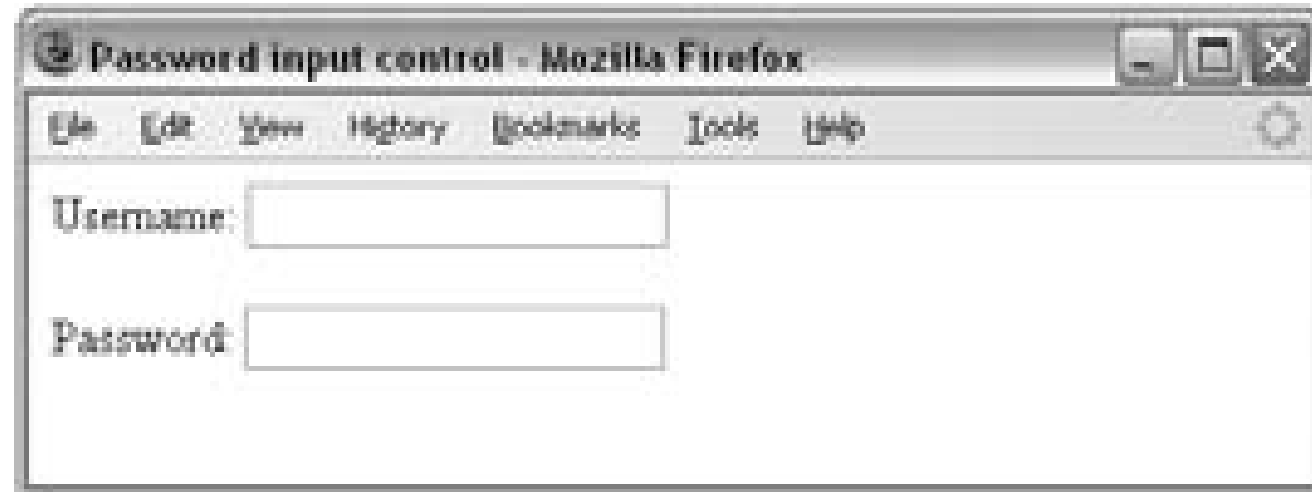 Password input control - Mozilla Firefox
File Edit View History Bookmarks Tools Help
Username:
Password: